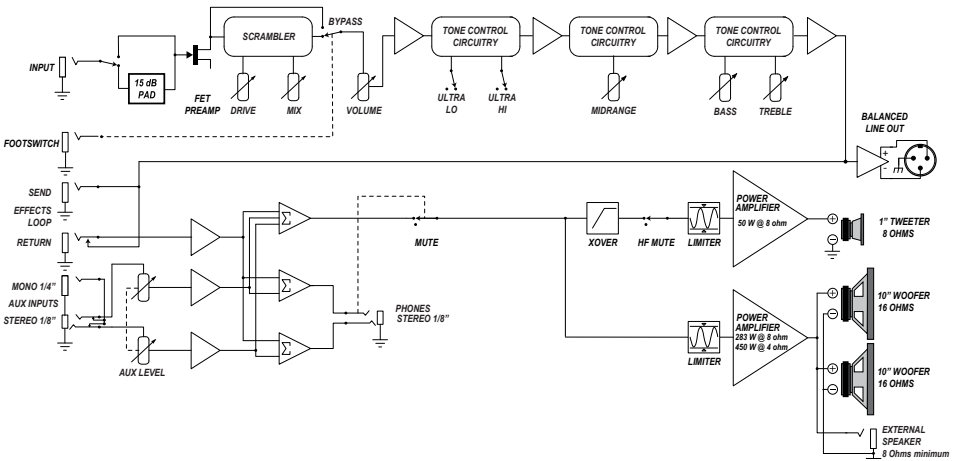 BYPASS
INPUT
15 dB
PAD
FET
PREAMP
SCRAMBLER
DRIVE
MIX
VOLUME
TONE CONTROL
CIRCUITRY
ULTRA
LO
ULTRA
HI
TONE CONTROL
CIRCUITRY
MIDRANGE
TONE CONTROL
CIRCUITRY
BASS
TREBLE
BALANCED
LINE OUT
+
-
FOOTSWITCH
SEND
EFFECTS
LOOP
RETURN
MONO 1/4"
AUX INPUTS
STEREO 1/8"
AUX LEVEL
Σ
Σ
Σ
PHONES
STEREO 1/8"
MUTE
XOVER
HF MUTE
LIMITER
POWER
AMPLIFIER
50 W @ 8 ohm
+
-
1" TWEETER
8 OHMS
LIMITER
POWER
AMPLIFIER
283 W @ 8 ohm
450 W @ 4 ohm
+
-
10" WOOFER
16 OHMS
+
-
10" WOOFER
16 OHMS
EXTERNAL
SPEAKER
8 Ohms minimum